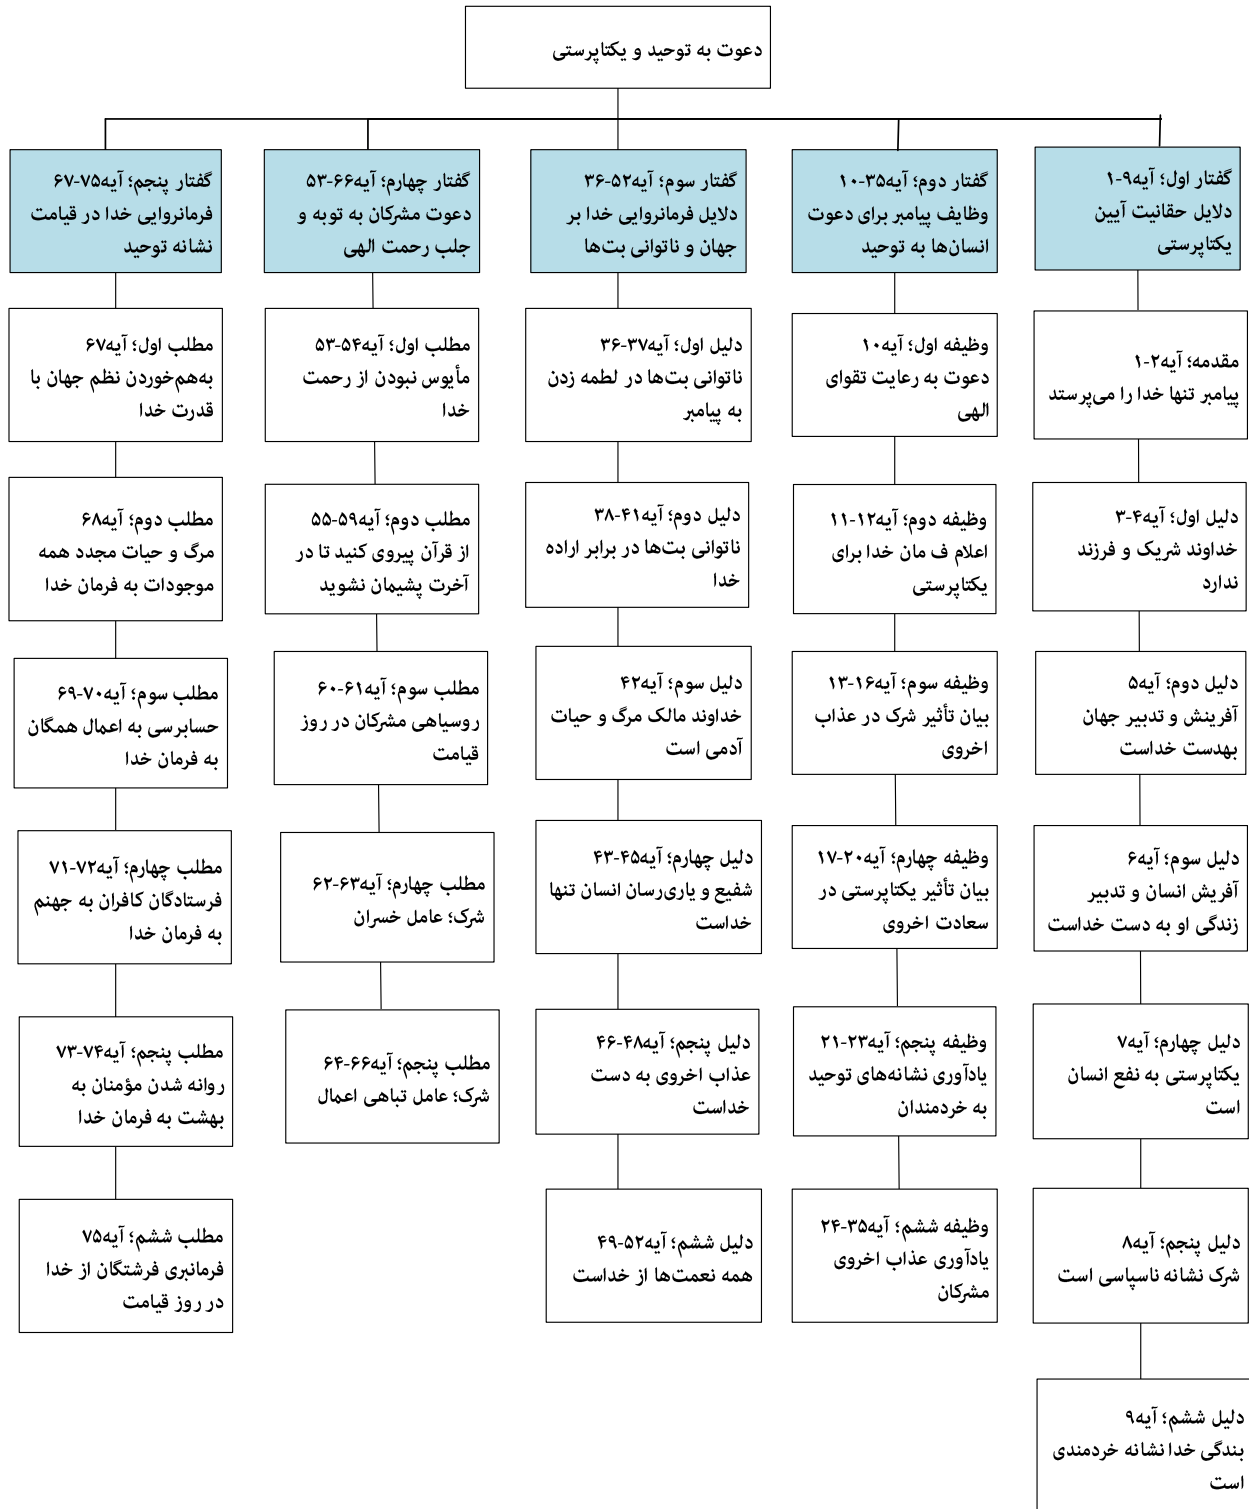 دعوت به توحید و یکتاپرستی
گفتار اول؛ آیه۹-۱
دلایل حقانیت آیین
یکتاپرستی
مقدمه؛ آیه۲-۱
پیامبر تنها خدا را می‌پرستد
دلیل اول؛ آیه۴-۳
خداوند شریک و فرزند
ندارد
دلیل دوم؛ آیه۵
آفرینش و تدبیر جهان
بهدست خداست
دلیل سوم؛ آیه۶
آفریش انسان و تدبیر
زندگی او به دست خداست
دلیل چهارم؛ آیه۷
یکتاپرستی به نفع انسان
است
دلیل پنجم؛ آیه۸
شرک نشانه ناسپاسی است
دلیل ششم؛ آیه۹
بندگی خدا نشانه خردمندی
است
گفتار دوم؛ آیه۳۵-۱۰
وظایف پیامبر برای دعوت
انسان‌ها به توحید
وظیفه اول؛ آیه۱۰
دعوت به رعایت تقوای
الهی
وظیفه دوم؛ آیه۱۲-۱۱
اعلام ف مان خدا برای
یکتاپرستی
وظیفه سوم؛ آیه۱۶-۱۳
بیان تأثیر شرک در عذاب
اخروی
وظیفه چهارم؛ آیه۲۰-۱۷
بیان تأثیر یکتاپرستی در
سعادت اخروی
وظیفه پنجم؛ آیه۲۳-۲۱
یادآوری نشانه‌های توحید
به خردمندان
وظیفه ششم؛ آیه۳۵-۲۴
یادآوری عذاب اخروی
مشرکان
گفتار سوم؛ آیه۵۲-۳۶
دلایل فرمانروایی خدا بر
جهان و ناتوانی بت‌ها
دلیل اول؛ آیه۳۷-۳۶
ناتوانی بت‌ها در لطمه زدن
به پیامبر
دلیل دوم؛ آیه۴۱-۳۸
ناتوانی بت‌ها در برابر اراده
خدا
دلیل سوم؛ آیه۴۲
خداوند مالک مرگ و حیات
آدمی است
دلیل چهارم؛ آیه۴۵-۴۳
شفیع و یاری‌رسان انسان تنها
خداست
دلیل پنجم؛ آیه۴۸-۴۶
عذاب اخروی به دست
خداست
دلیل ششم؛ آیه۵۲-۴۹
همه نعمت‌ها از خداست
گفتار چهارم؛ آیه۶۶-۵۳
دعوت مشرکان به توبه و
جلب رحمت الهی
مطلب اول؛ آیه۵۴-۵۳
مأیوس نبودن از رحمت
خدا
مطلب دوم؛ آیه۵۹-۵۵
از قرآن پیروی کنید تا در
آخرت پشیمان نشوید
مطلب سوم؛ آیه۶۱-۶۰
روسیاهی مشرکان در روز
قیامت
مطلب چهارم؛ آیه۶۳-۶۲
شرک؛ عامل خسران
مطلب پنجم؛ آیه۶۶-۶۴
شرک؛ عامل تباهی اعمال
گفتار پنجم؛ آیه۷۵-۶۷
فرمانروایی خدا در قیامت
نشانه توحید
مطلب اول؛ آیه۶۷
به‌هم‌خوردن نظم جهان با
قدرت خدا
مطلب دوم؛ آیه۶۸
مرگ و حیات مجدد همه
موجودات به فرمان خدا
مطلب سوم؛ آیه۷۰-۶۹
حسابرسی به اعمال همگان
به فرمان خدا
مطلب چهارم؛ آیه۷۲-۷۱
فرستادگان کافران به جهنم
به فرمان خدا
مطلب پنجم؛ آیه۷۴-۷۳
روانه شدن مؤمنان به
بهشت به فرمان خدا
مطلب ششم؛ آیه۷۵
فرمانبری فرشتگان از خدا
در روز قیامت